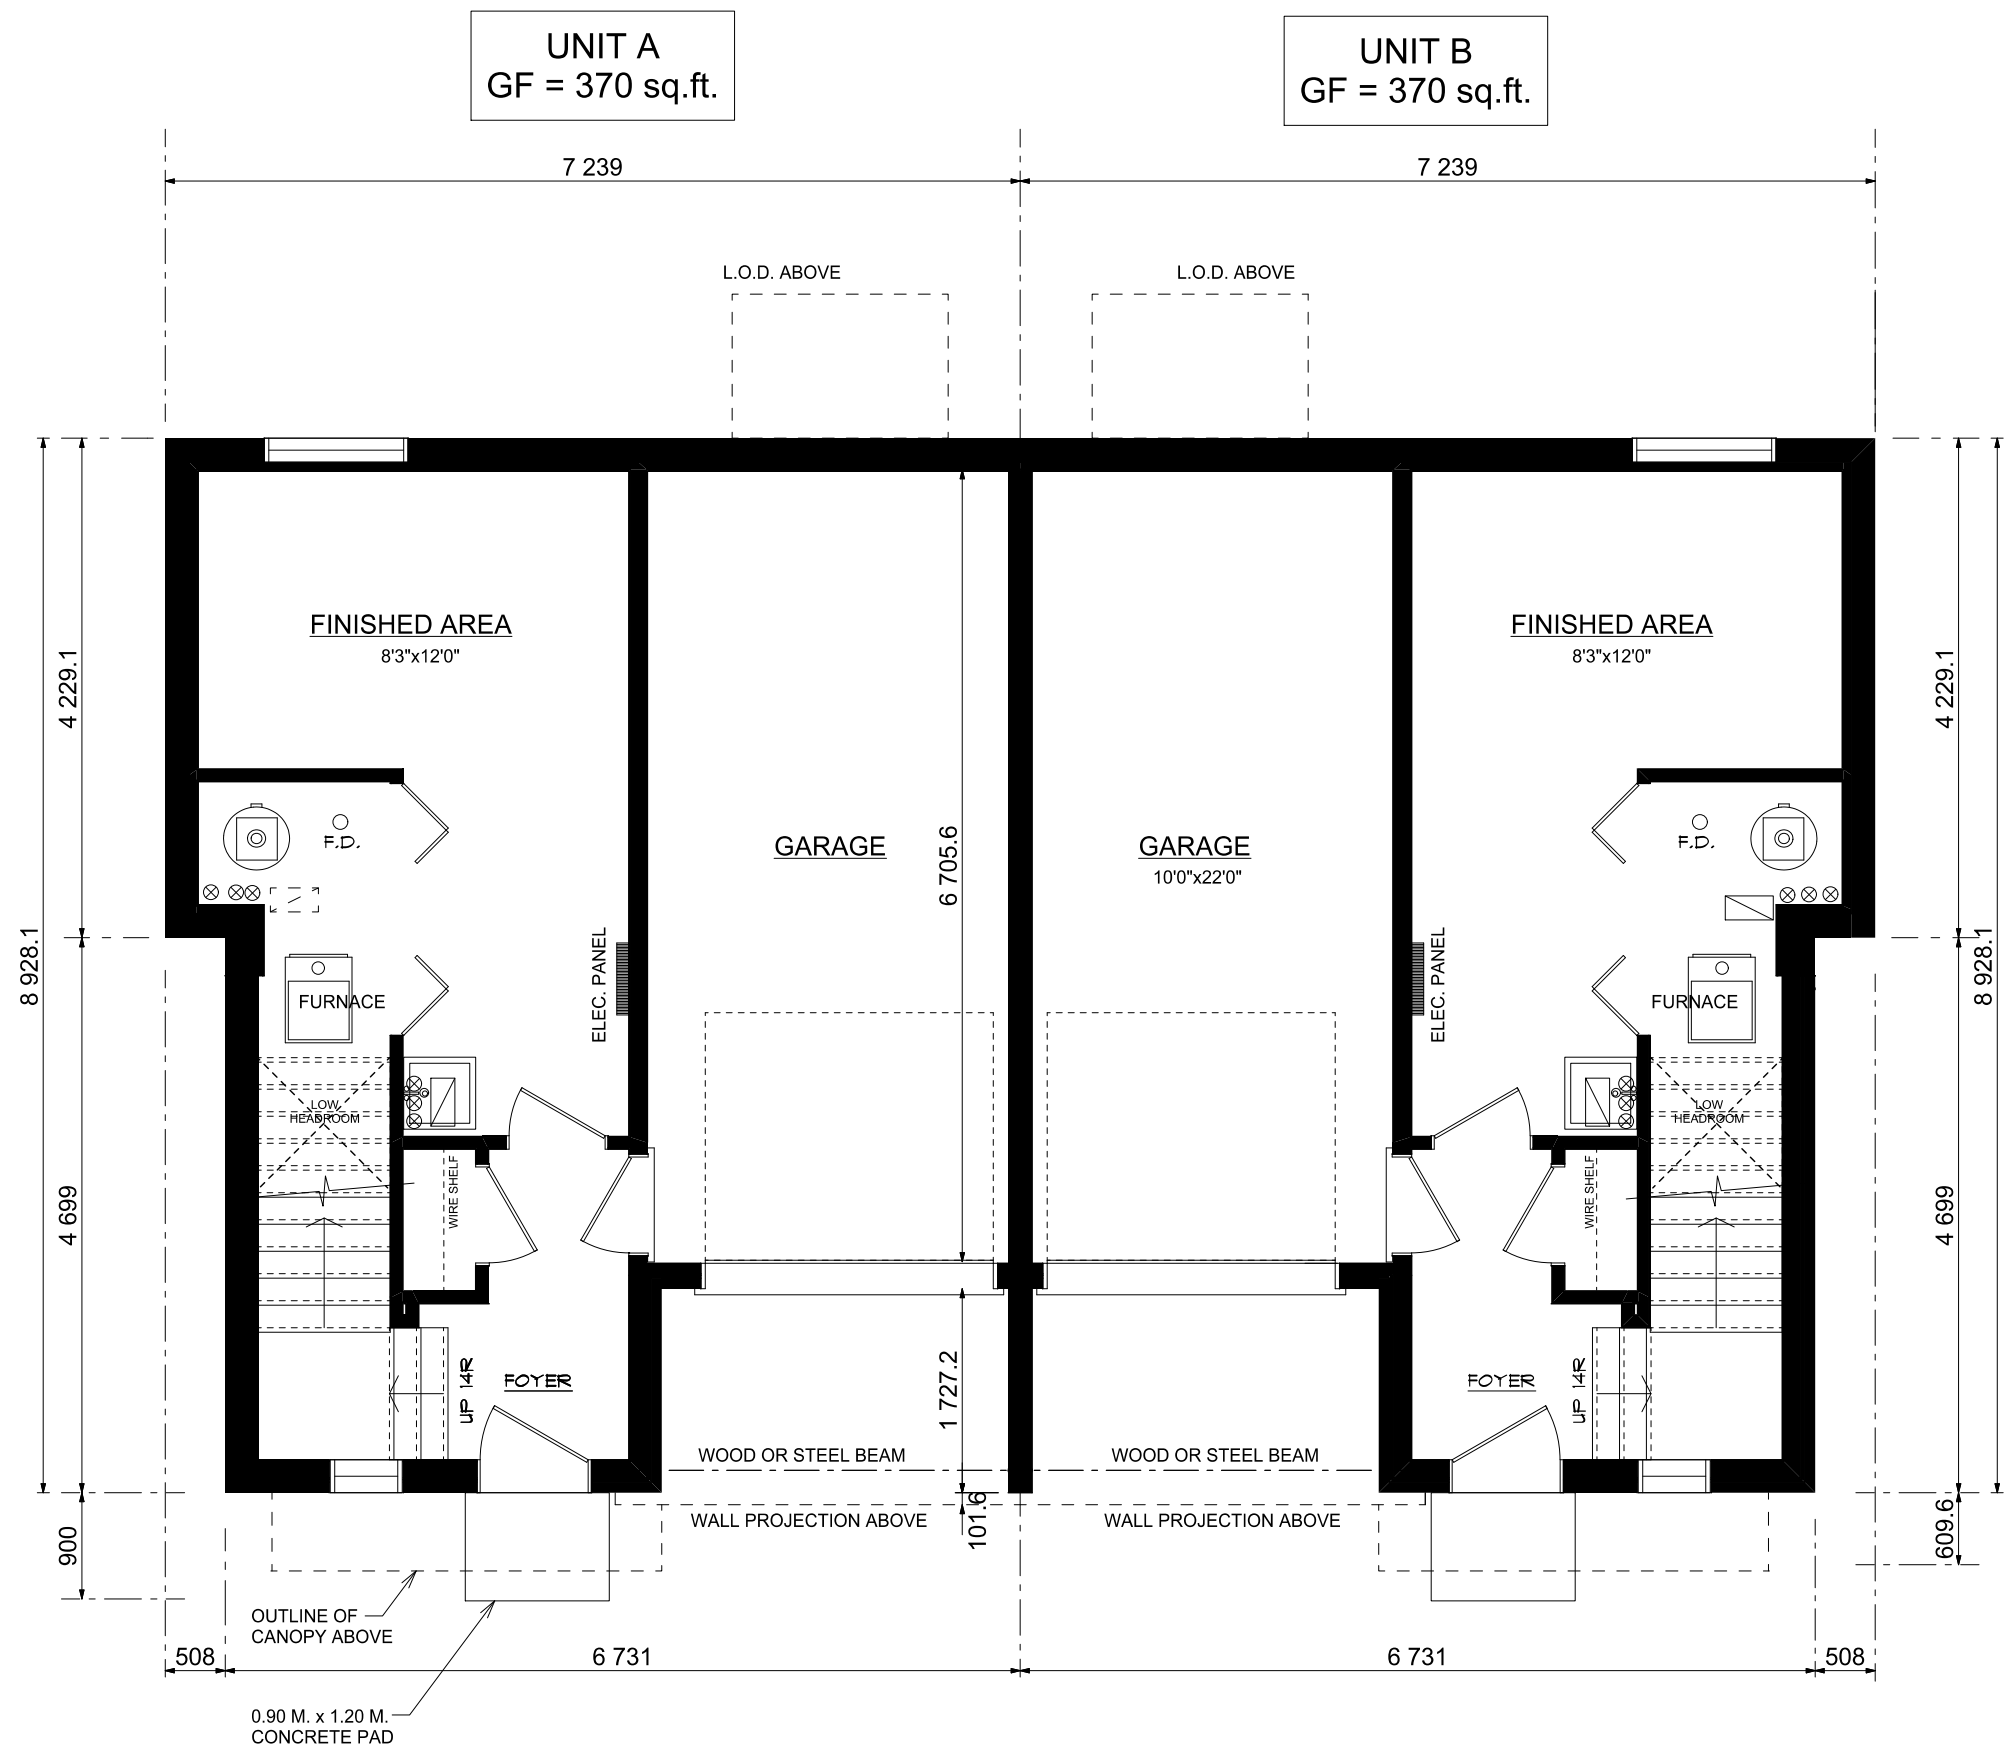 UNIT A
GF = 370 sq.ft.
UNIT B
GF = 370 sq.ft.
7 239
7 239
L.O.D. ABOVE
L.O.D. ABOVE
FINISHED AREA
8'3"x12'0"
FINISHED AREA
8'3"x12'0"
4 229.1
4 229.1
GARAGE
6 705.6
GARAGE
10'0"x22'0"
F.D.
F.D.
8 928.1
8 928.1
ELEC. PANEL
ELEC. PANEL
FURNACE
FURNACE
LOW
HEADROOM
LOW
HEADROOM
WIRE SHELF
WIRE SHELF
4 699
4 699
UP 14R
FOYER
1 727.2
FOYER
UP 14R
WOOD OR STEEL BEAM
WOOD OR STEEL BEAM
WALL PROJECTION ABOVE
101.6
WALL PROJECTION ABOVE
900
609.6
OUTLINE OF
CANOPY ABOVE
508
6 731
6 731
508
0.90 M. x 1.20 M.
CONCRETE PAD